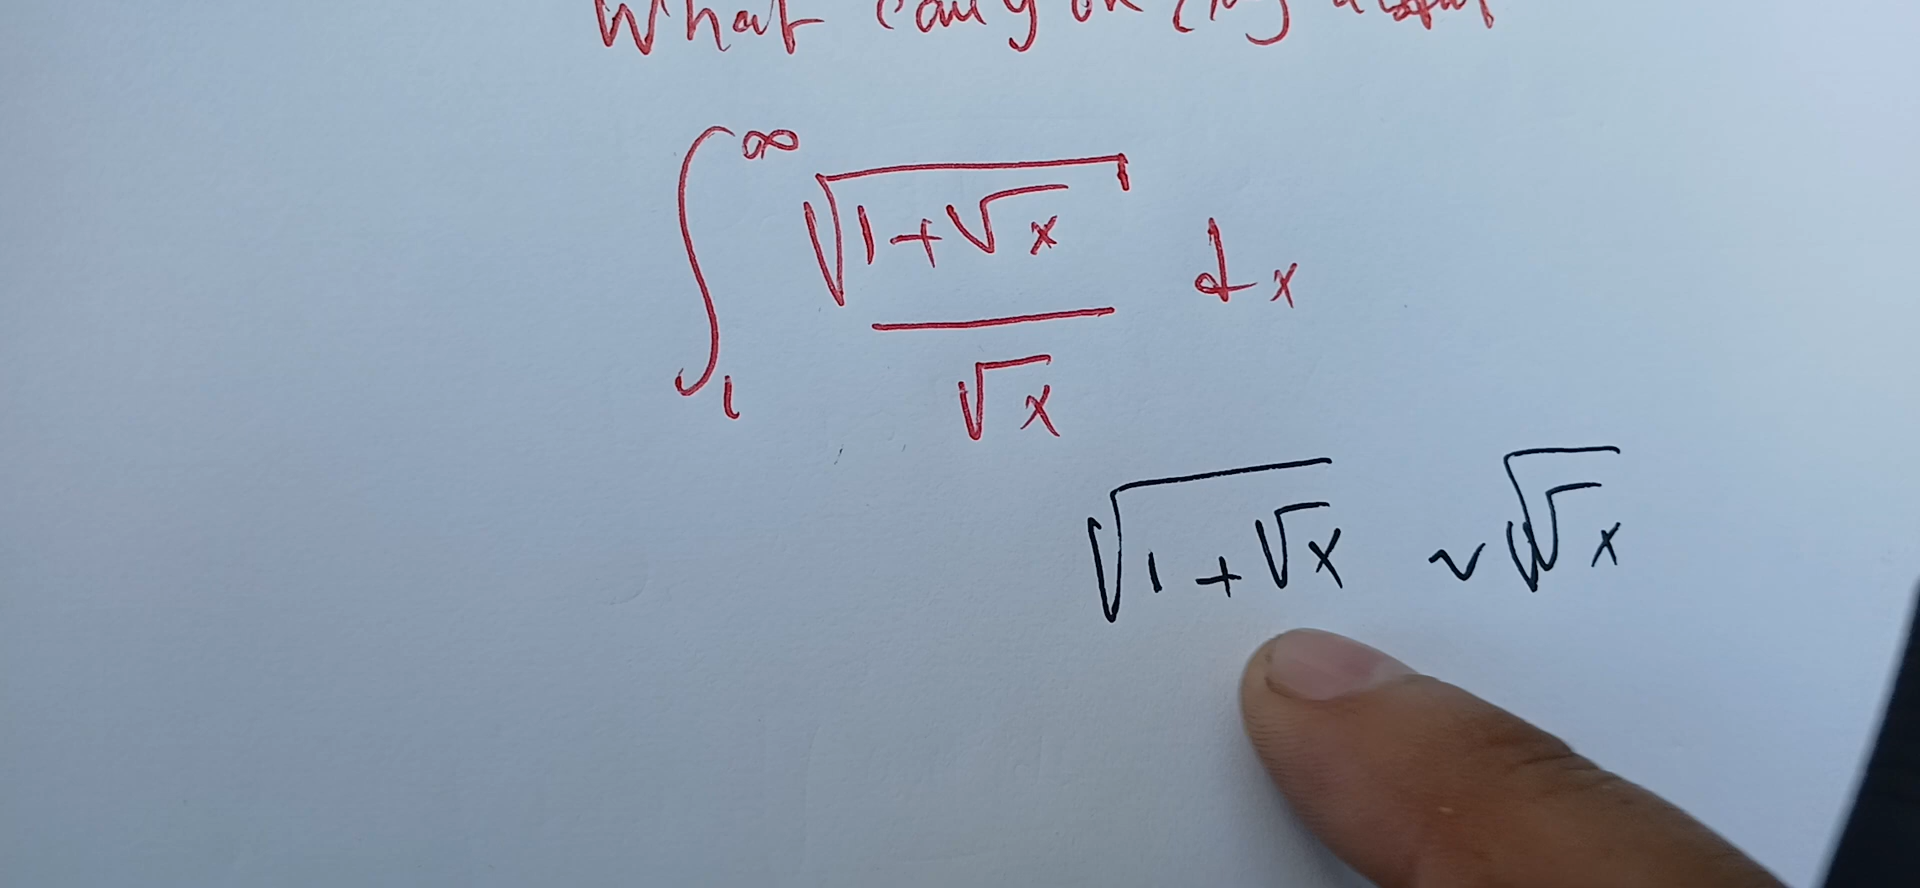 What
∫₁^∞ √(1+√x) / √x dx
√(1+√x) ~ √√x